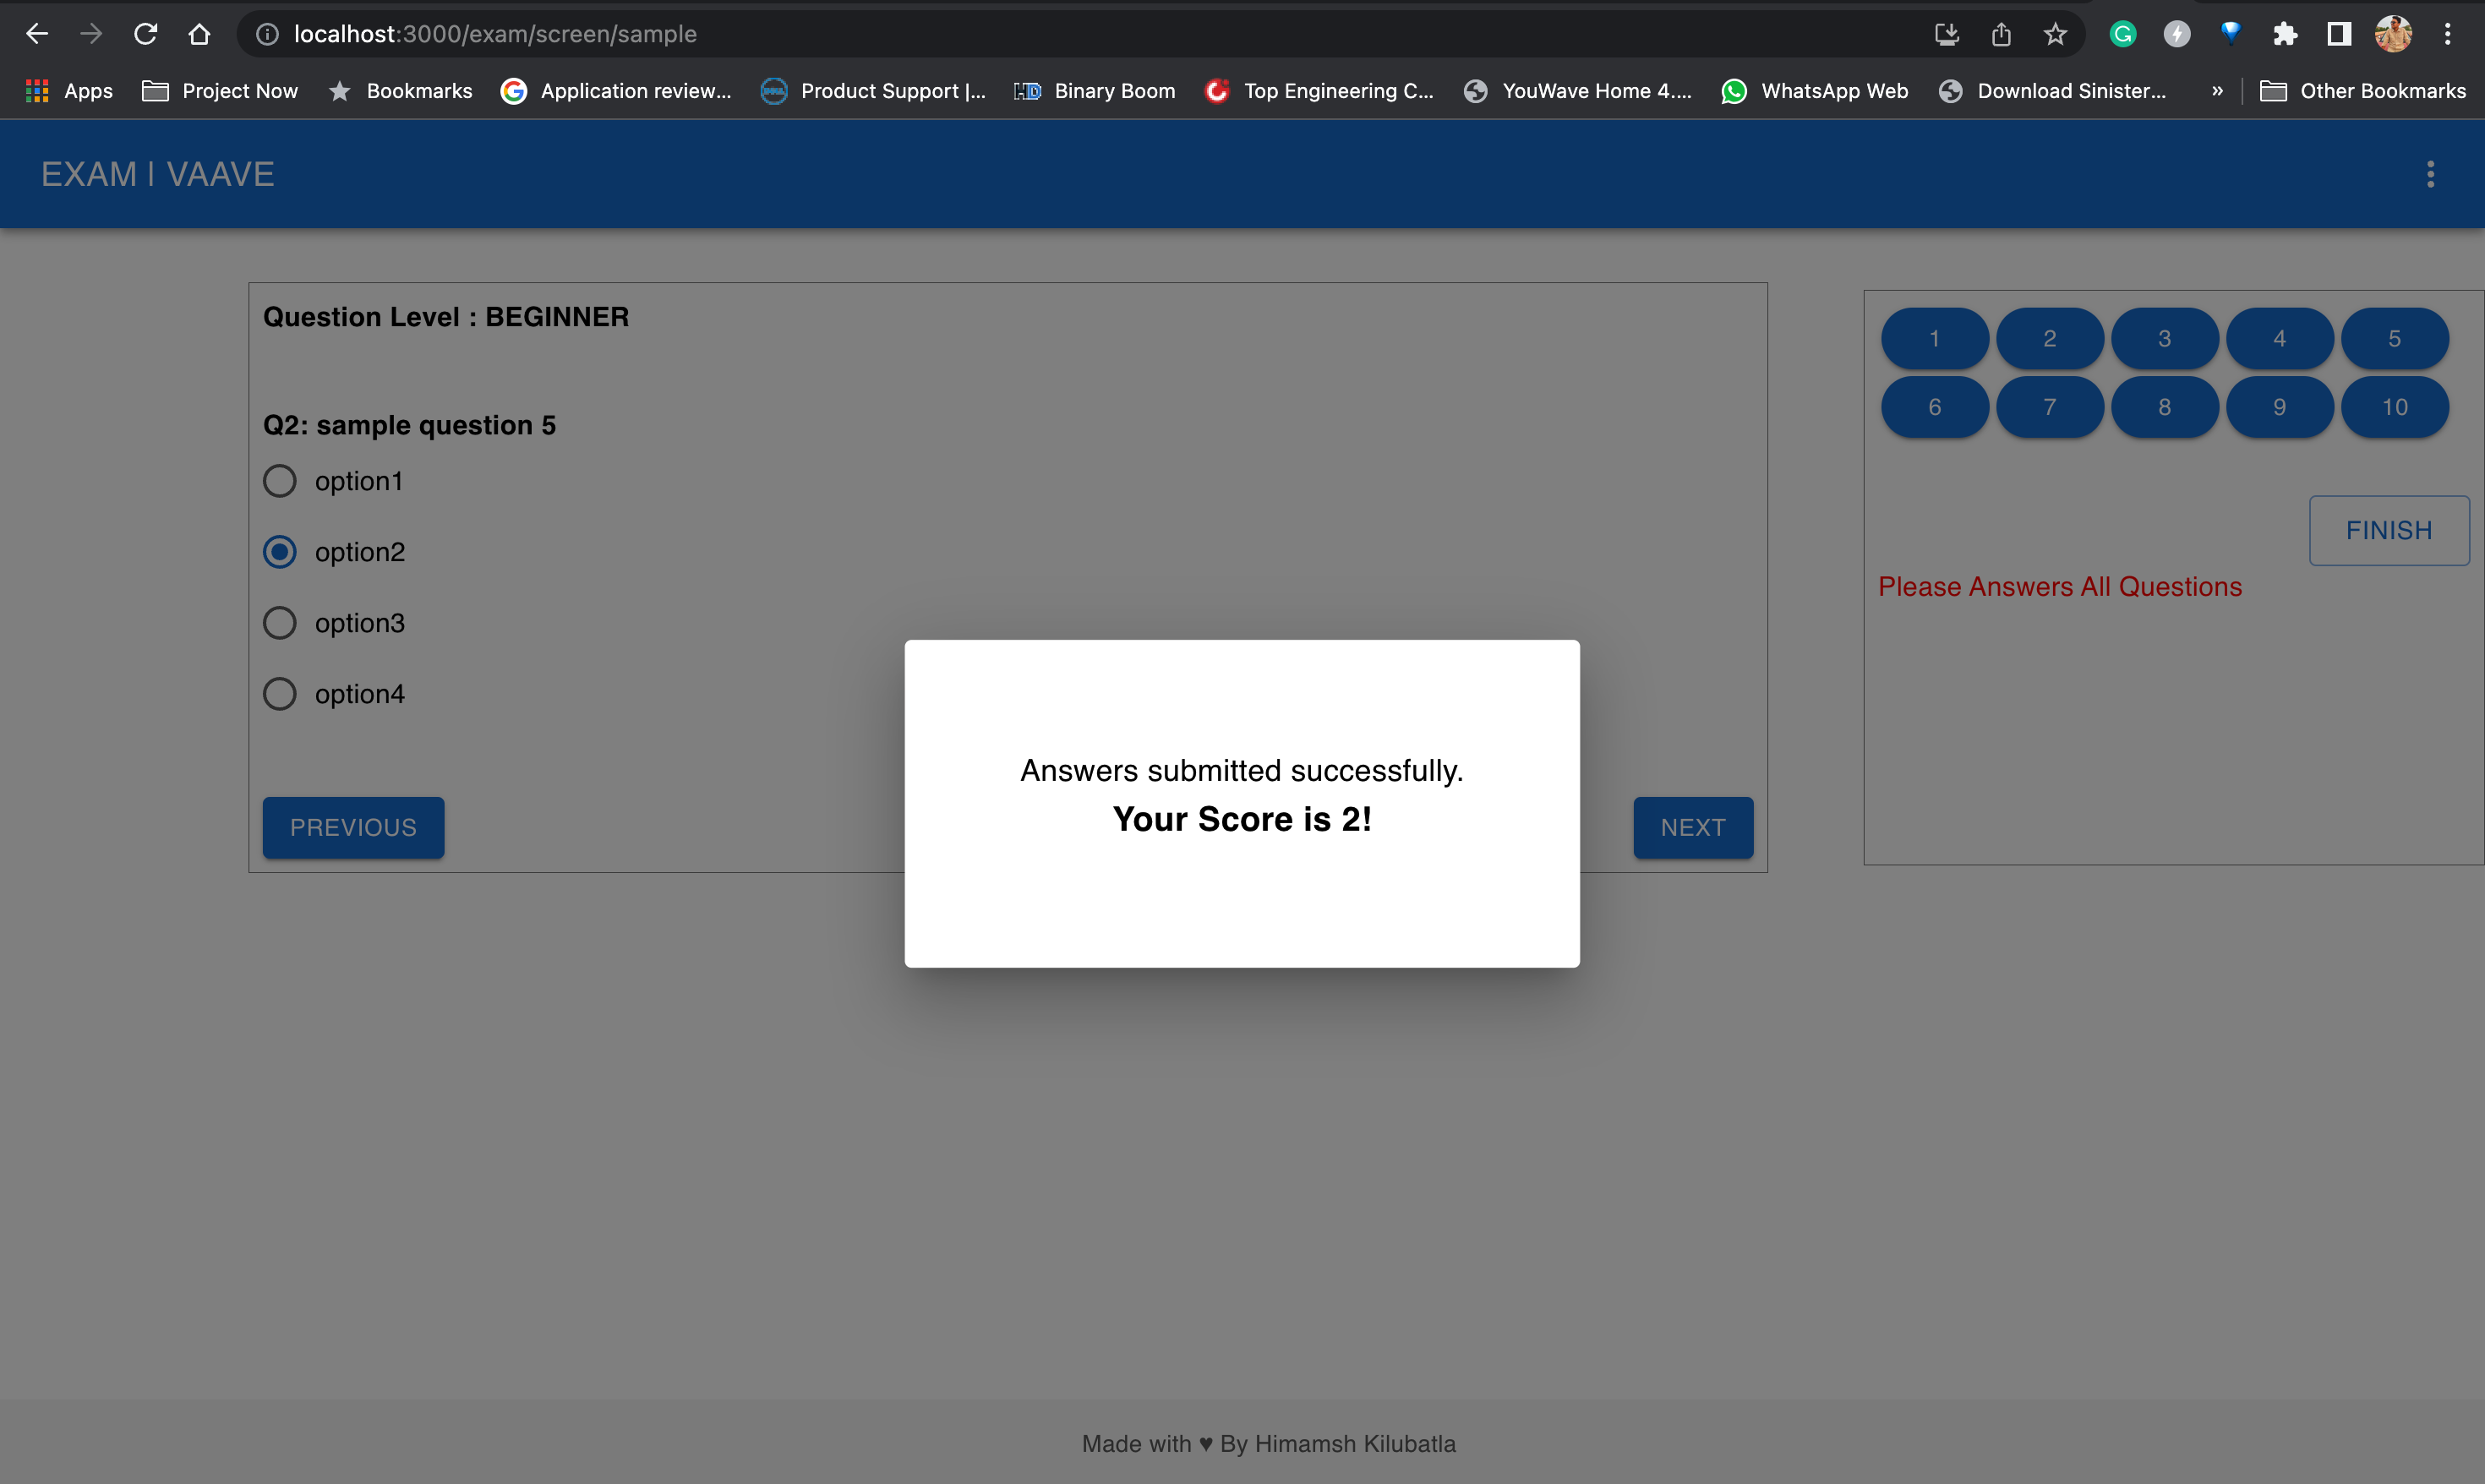 localhost:3000/exam/screen/sample
Apps Project Now Bookmarks Application review... Product Support |... Binary Boom Top Engineering C... YouWave Home 4.... WhatsApp Web Download Sinister... » Other Bookmarks
EXAM | VAAVE
Question Level : BEGINNER
Q2: sample question 5
option1
option2
option3
option4
PREVIOUS
NEXT
1 2 3 4 5
6 7 8 9 10
FINISH
Please Answers All Questions
Answers submitted successfully.
Your Score is 2!
Made with ♥ By Himamsh Kilubatla